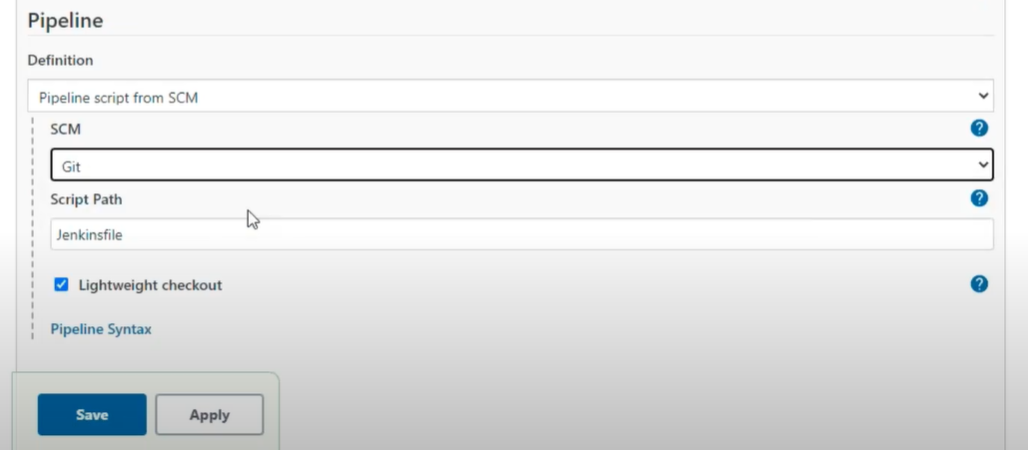 Pipeline
Definition
Pipeline script from SCM
SCM
?
Git
Script Path
?
Jenkinsfile
Lightweight checkout
?
Pipeline Syntax
Save
Apply